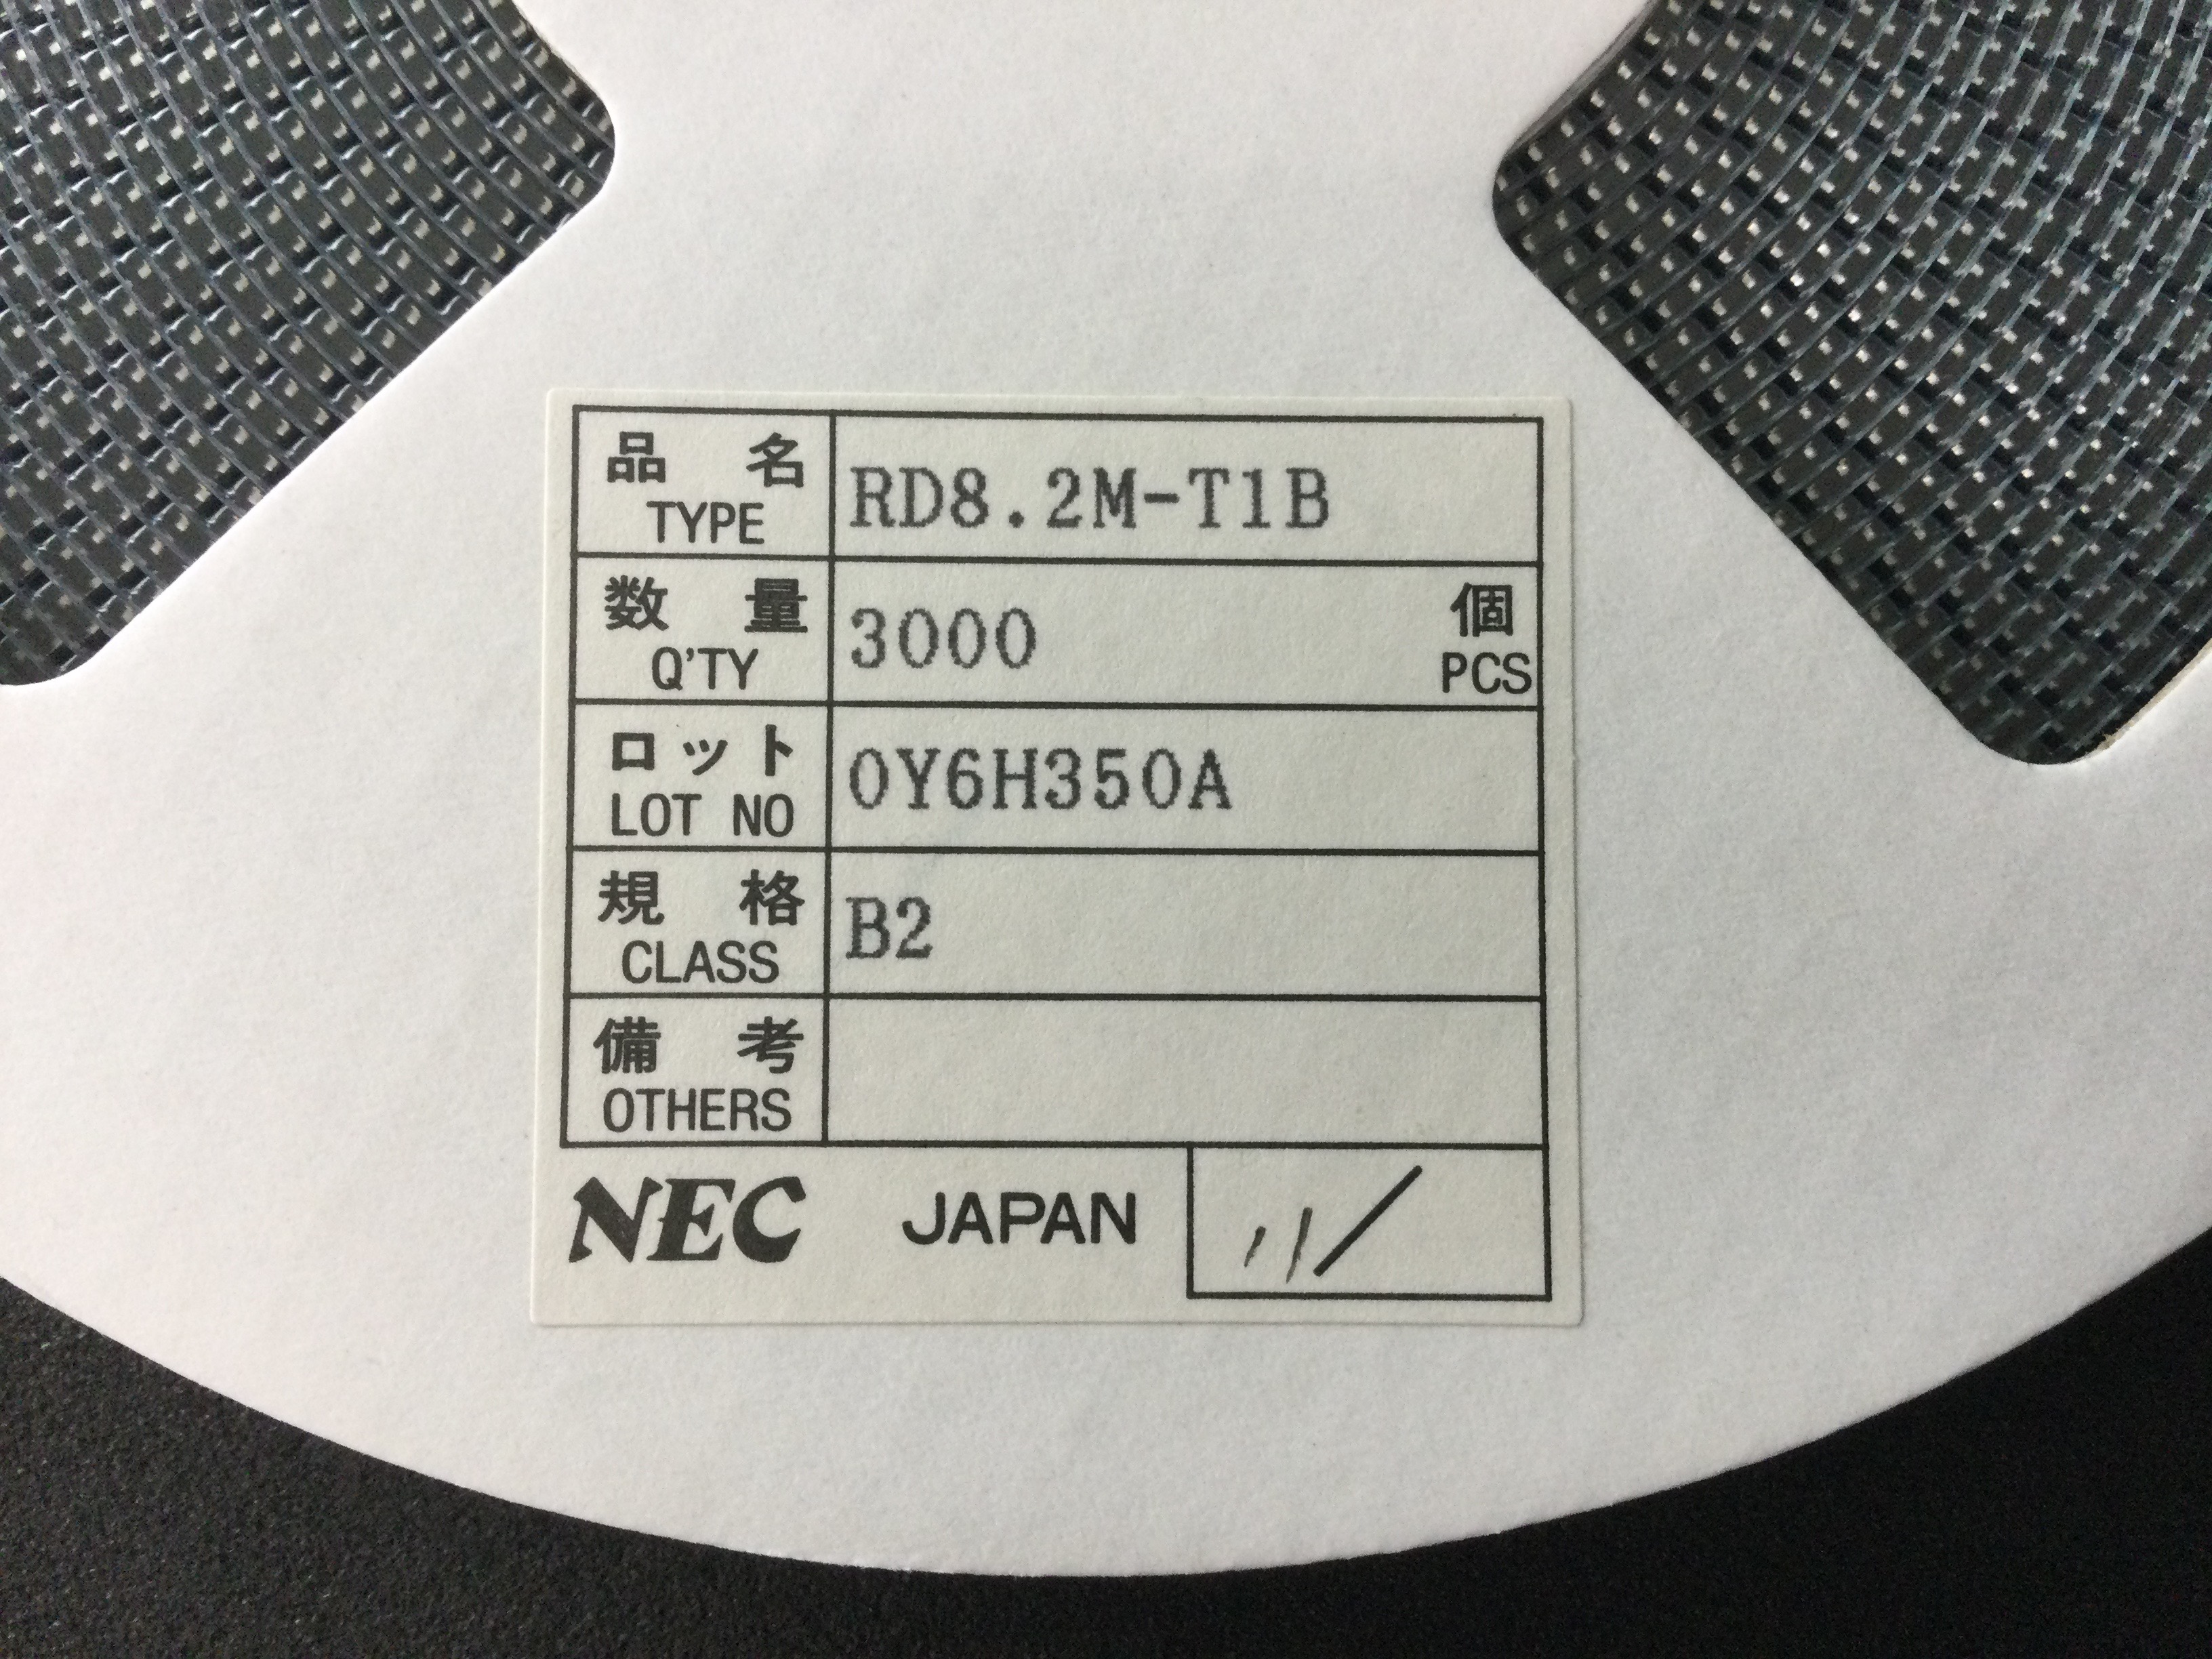 品 名 RD8.2M-T1B
TYPE
数 量 3000 個
Q'TY PCS
ロット 0Y6H350A
LOT NO
規 格 B2
CLASS
備 考
OTHERS
NEC JAPAN 11/